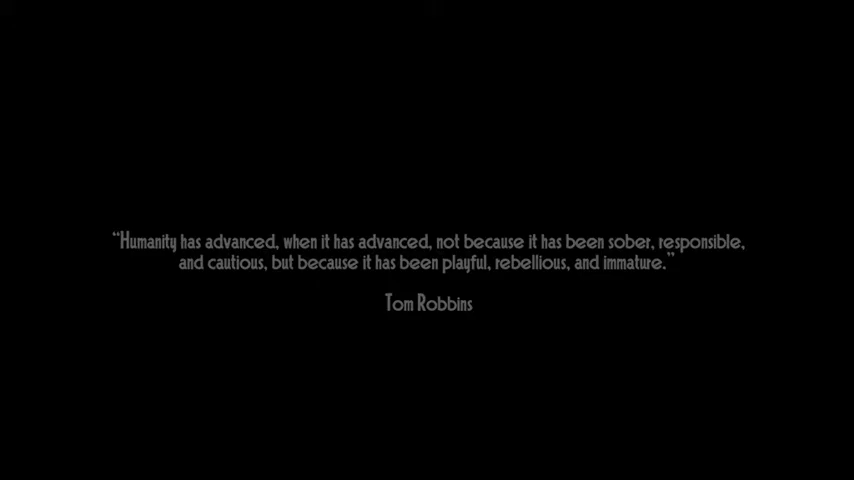 “Humanity has advanced, when it has advanced, not because it has been sober, responsible,
and cautious, but because it has been playful, rebellious, and immature.”
Tom Robbins